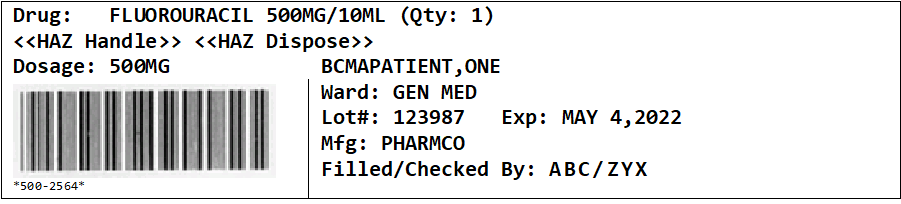 Drug:   FLUOROURACIL 500MG/10ML (Qty: 1)
<<HAZ Handle>> <<HAZ Dispose>>
Dosage: 500MG
*500-2564*
BCMAPATIENT,ONE
Ward: GEN MED
Lot#: 123987   Exp: MAY 4,2022
Mfg: PHARMCO
Filled/Checked By: ABC/ZYX